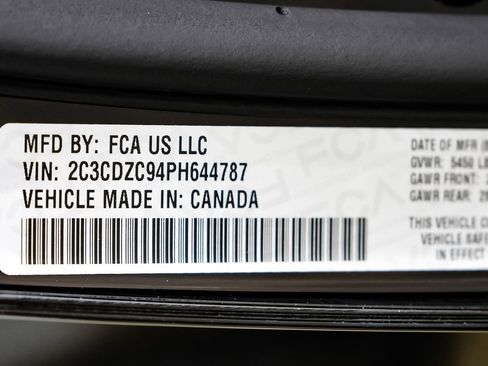 MFD BY: FCA US LLC
VIN: 2C3CDZC94PH644787
VEHICLE MADE IN: CANADA
DATE OF MFR
GVWR: 5450 LB
GAWR FRONT:
GAWR REAR:
THIS VEHICLE
VEHICLE SAFE
IN EFFECT